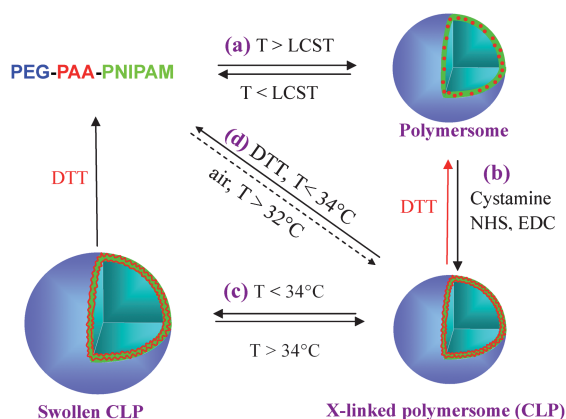 (a) T > LCST
PEG-PAA-PNIPAM
T < LCST
Polymersome
(d) DTT, T< 34°C
air, T > 32°C
(b)
Cystamine
NHS, EDC
DTT
DTT
(c) T < 34°C
T > 34°C
Swollen CLP
X-linked polymersome (CLP)